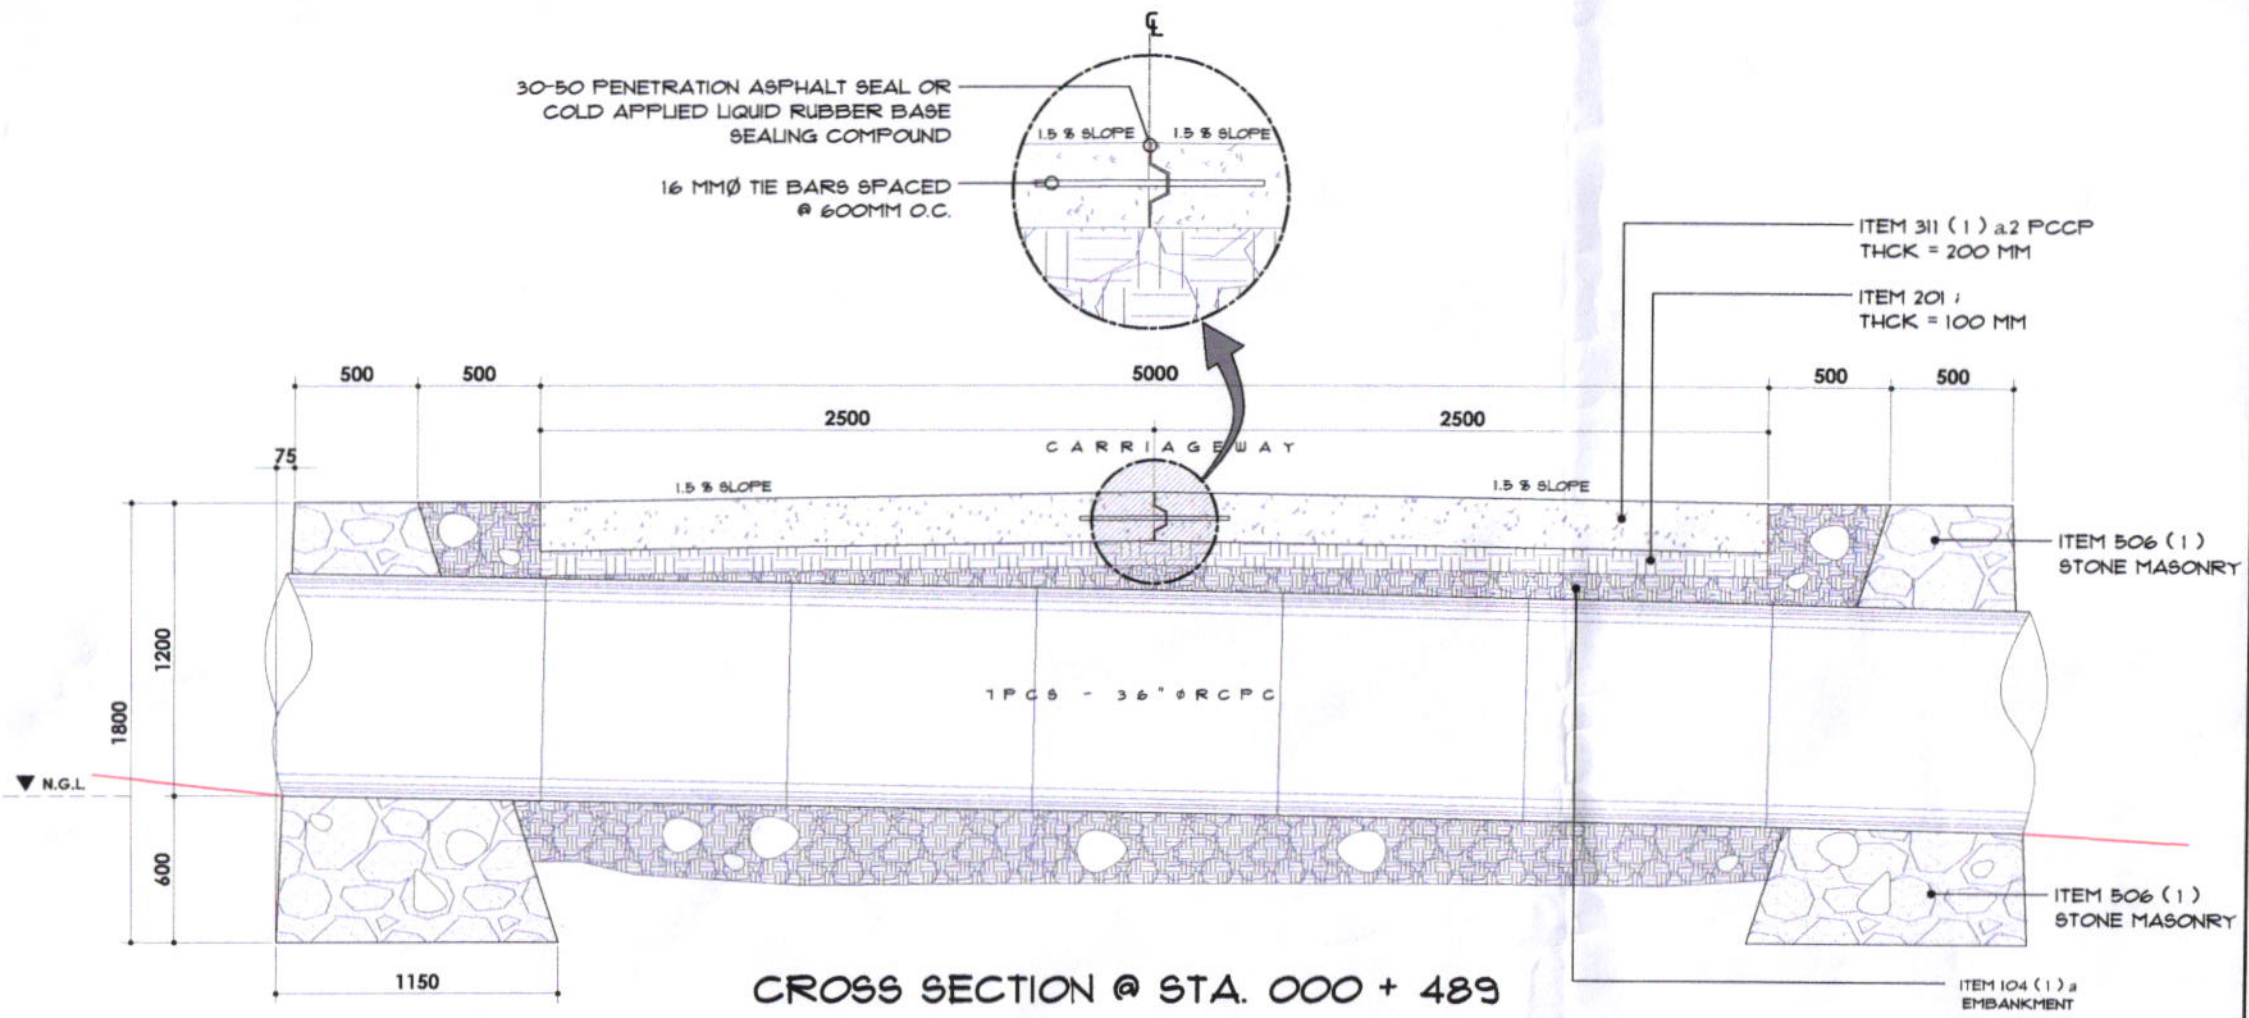 ℄
30-50 PENETRATION ASPHALT SEAL OR
COLD APPLIED LIQUID RUBBER BASE
SEALING COMPOUND
1.5 % SLOPE 1.5 % SLOPE
16 MMØ TIE BARS SPACED
@ 600MM O.C.
ITEM 311 (1) a.2 PCCP
THCK = 200 MM
ITEM 201 ;
THCK = 100 MM
500 500 5000 500 500
2500 2500
CARRIAGEWAY
75
1.5 % SLOPE 1.5 % SLOPE
ITEM 506 (1)
STONE MASONRY
1200
1800
7PCS - 36"ØRCPC
N.G.L
600
ITEM 506 (1)
STONE MASONRY
1150
CROSS SECTION @ STA. 000 + 489
ITEM 104 (1) a
EMBANKMENT